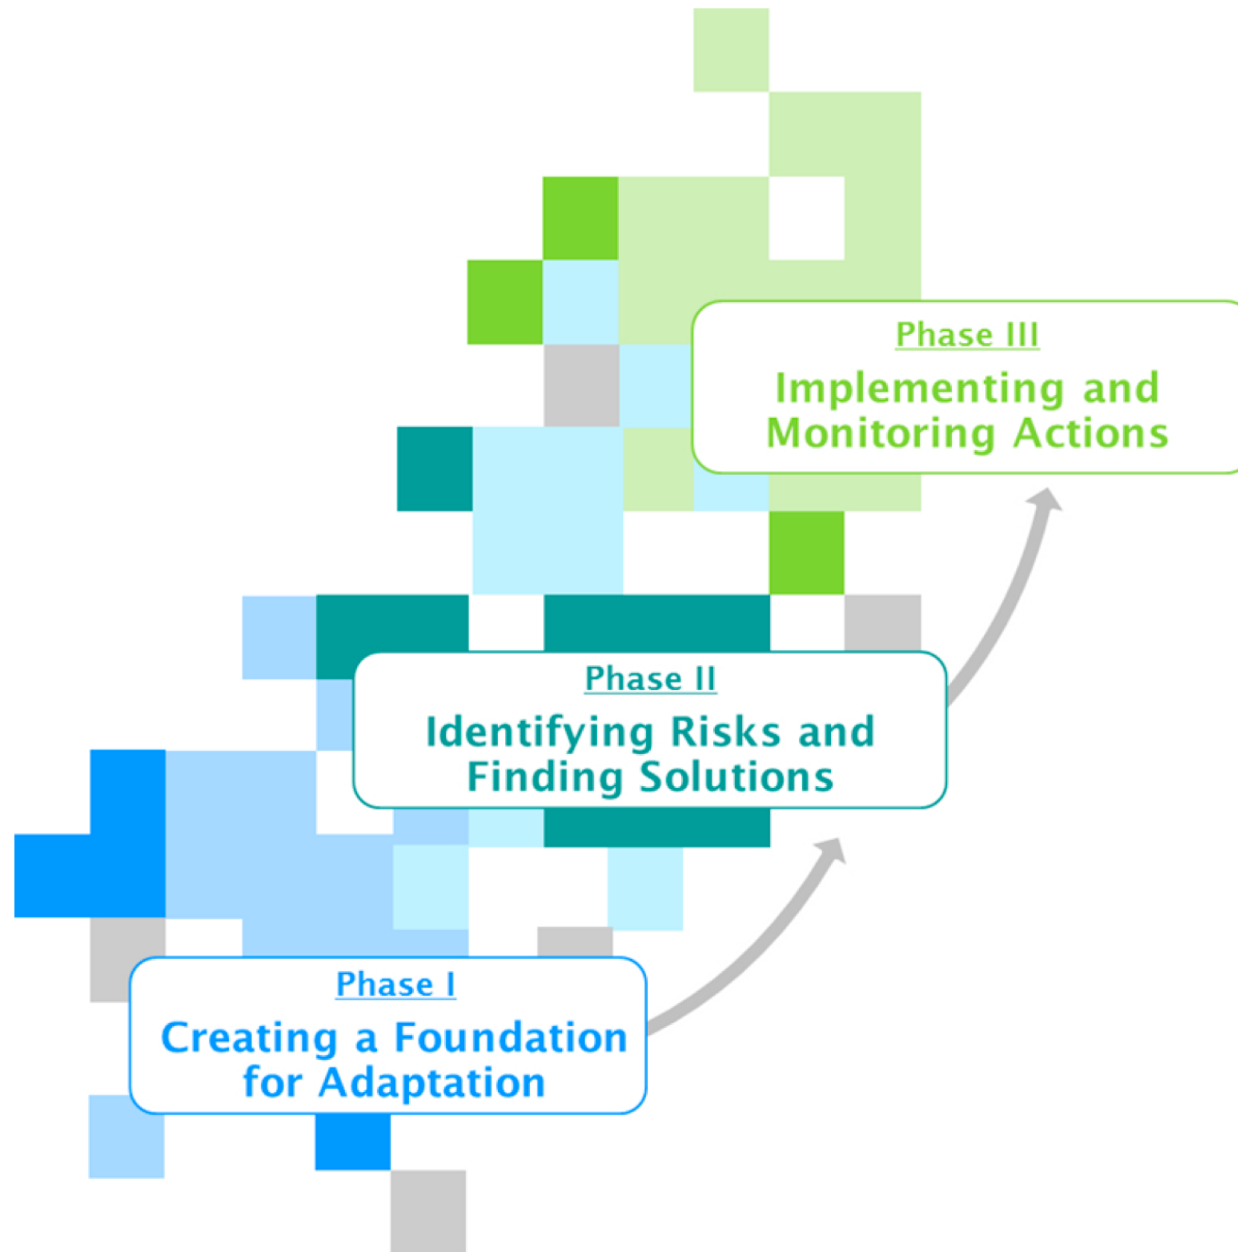 Phase III
Implementing and
Monitoring Actions
Phase II
Identifying Risks and
Finding Solutions
Phase I
Creating a Foundation
for Adaptation